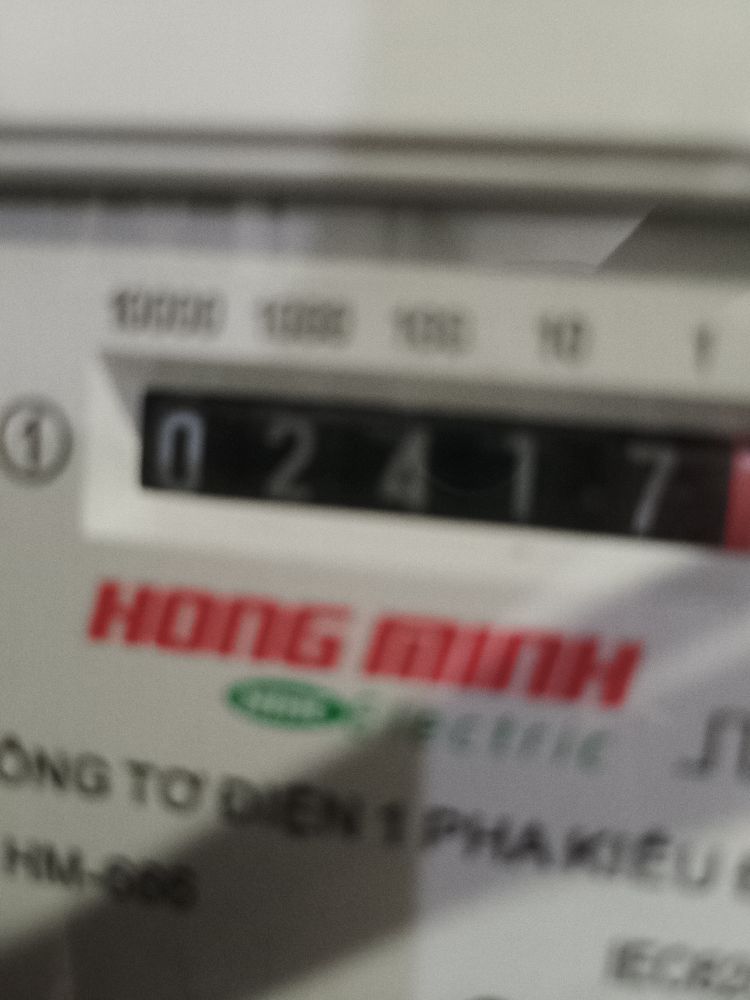 10000 1000 100 10 1
1 0 2 4 1 7
HONG MINH
Electric
ÔNG TƠ ĐIỆN 1 PHA KIỂU
HM-